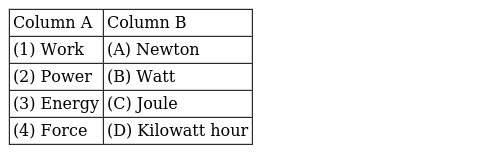 Column A Column B
(1) Work (A) Newton
(2) Power (B) Watt
(3) Energy (C) Joule
(4) Force (D) Kilowatt hour